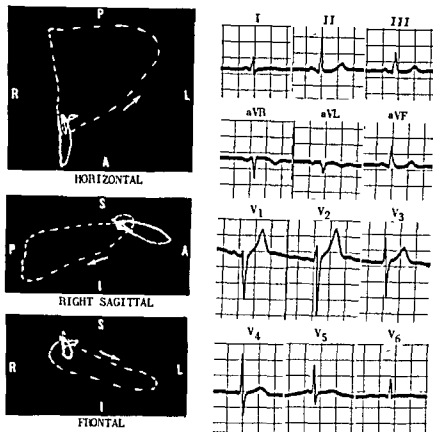 P
R L
A
HORIZONTAL
S
P A
I
RIGHT SAGITTAL
S
R L
I
FRONTAL
I II III
aVR aVL aVF
V1 V2 V3
V4 V5 V6